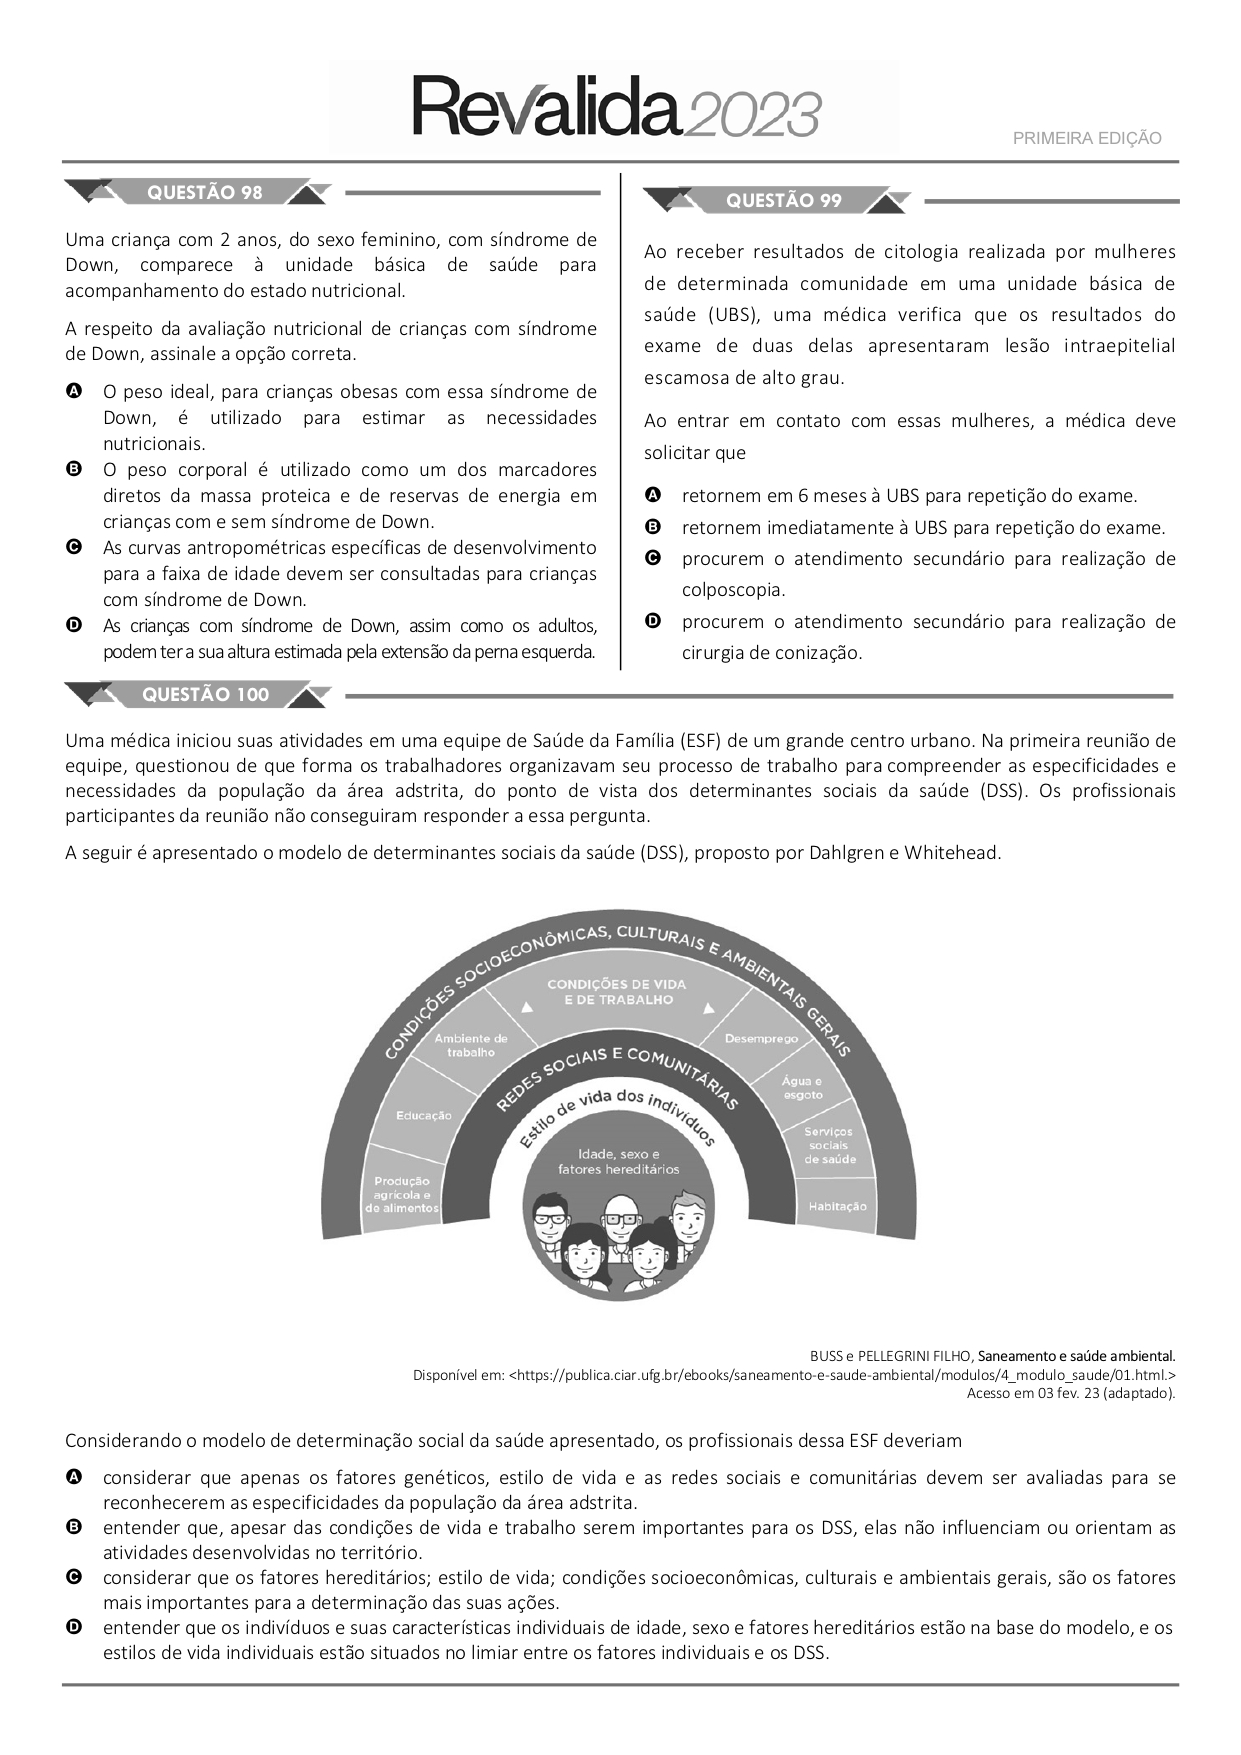 Revalida2023
PRIMEIRA EDIÇÃO
QUESTÃO 98
Uma criança com 2 anos, do sexo feminino, com síndrome de
Down, comparece à unidade básica de saúde para
acompanhamento do estado nutricional.
A respeito da avaliação nutricional de crianças com síndrome
de Down, assinale a opção correta.
A O peso ideal, para crianças obesas com essa síndrome de
Down, é utilizado para estimar as necessidades
nutricionais.
B O peso corporal é utilizado como um dos marcadores
diretos da massa proteica e de reservas de energia em
crianças com e sem síndrome de Down.
C As curvas antropométricas específicas de desenvolvimento
para a faixa de idade devem ser consultadas para crianças
com síndrome de Down.
D As crianças com síndrome de Down, assim como os adultos,
podem ter a sua altura estimada pela extensão da perna esquerda.
QUESTÃO 99
Ao receber resultados de citologia realizada por mulheres
de determinada comunidade em uma unidade básica de
saúde (UBS), uma médica verifica que os resultados do
exame de duas delas apresentaram lesão intraepitelial
escamosa de alto grau.
Ao entrar em contato com essas mulheres, a médica deve
solicitar que
A retornem em 6 meses à UBS para repetição do exame.
B retornem imediatamente à UBS para repetição do exame.
C procurem o atendimento secundário para realização de
colposcopia.
D procurem o atendimento secundário para realização de
cirurgia de conização.
QUESTÃO 100
Uma médica iniciou suas atividades em uma equipe de Saúde da Família (ESF) de um grande centro urbano. Na primeira reunião de
equipe, questionou de que forma os trabalhadores organizavam seu processo de trabalho para compreender as especificidades e
necessidades da população da área adstrita, do ponto de vista dos determinantes sociais da saúde (DSS). Os profissionais
participantes da reunião não conseguiram responder a essa pergunta.
A seguir é apresentado o modelo de determinantes sociais da saúde (DSS), proposto por Dahlgren e Whitehead.
CONDIÇÕES SOCIOECONÔMICAS, CULTURAIS E AMBIENTAIS GERAIS
CONDIÇÕES DE VIDA
E DE TRABALHO
Ambiente de
trabalho
Desemprego
Educação
Água e
esgoto
Serviços
sociais
de saúde
Produção
agrícola e
de alimentos
Habitação
REDES SOCIAIS E COMUNITÁRIAS
Estilo de vida dos indivíduos
Idade, sexo e
fatores hereditários
BUSS e PELLEGRINI FILHO, Saneamento e saúde ambiental.
Disponível em: <https://publica.ciar.ufg.br/ebooks/saneamento-e-saude-ambiental/modulos/4_modulo_saude/01.html.>
Acesso em 03 fev. 23 (adaptado).
Considerando o modelo de determinação social da saúde apresentado, os profissionais dessa ESF deveriam
A considerar que apenas os fatores genéticos, estilo de vida e as redes sociais e comunitárias devem ser avaliadas para se
reconhecerem as especificidades da população da área adstrita.
B entender que, apesar das condições de vida e trabalho serem importantes para os DSS, elas não influenciam ou orientam as
atividades desenvolvidas no território.
C considerar que os fatores hereditários; estilo de vida; condições socioeconômicas, culturais e ambientais gerais, são os fatores
mais importantes para a determinação das suas ações.
D entender que os indivíduos e suas características individuais de idade, sexo e fatores hereditários estão na base do modelo, e os
estilos de vida individuais estão situados no limiar entre os fatores individuais e os DSS.